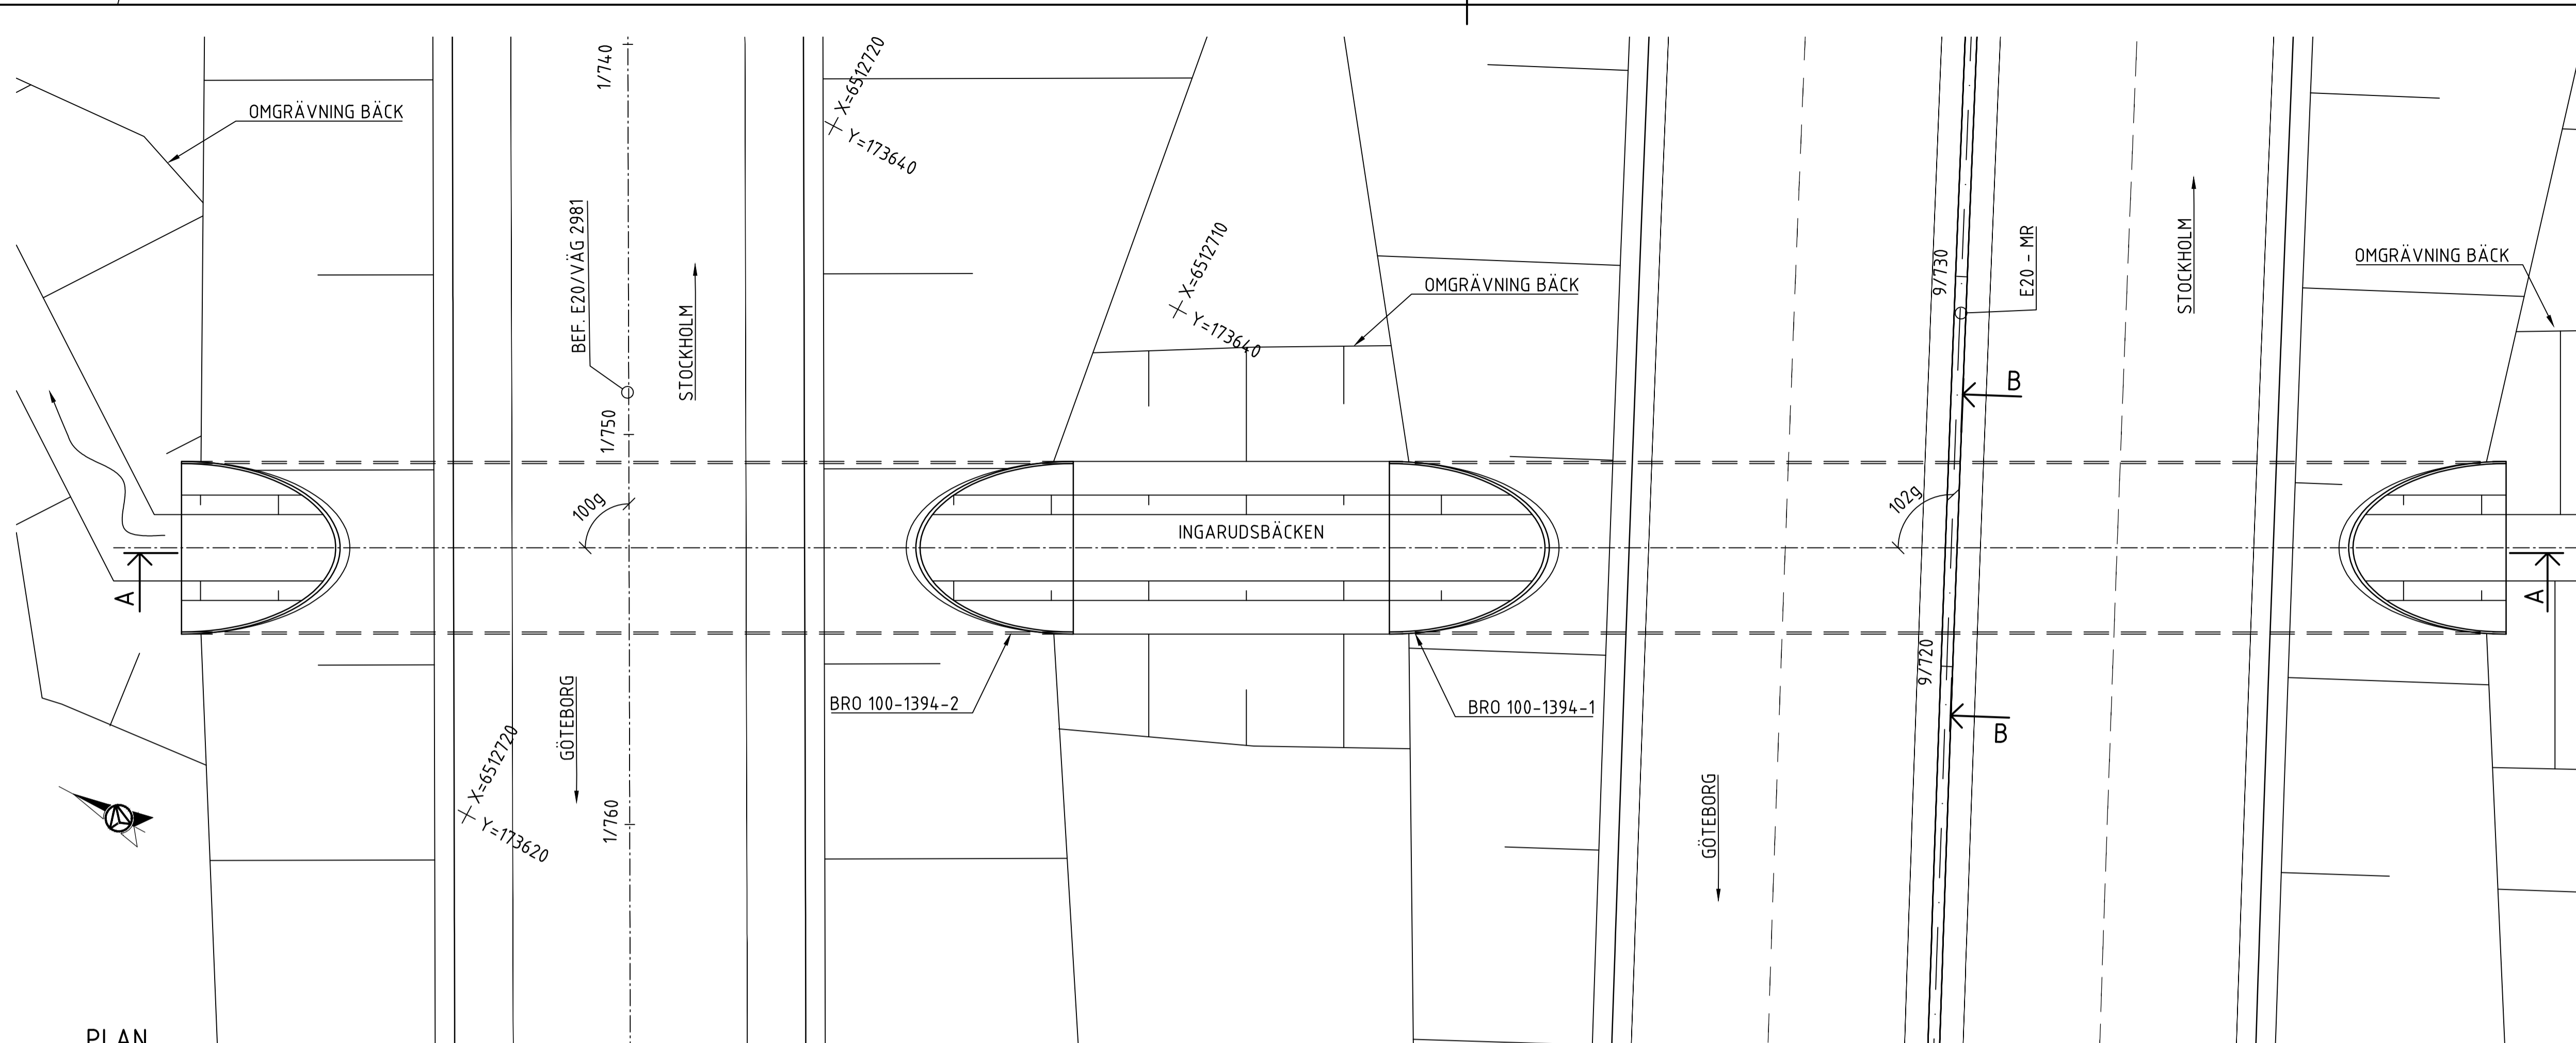 OMGRÄVNING BÄCK
1/740
X=6512720
Y=173640
BEF. E20/VÄG 2981
STOCKHOLM
1/750
100g
X=6512710
Y=173640
OMGRÄVNING BÄCK
INGARUDSBÄCKEN
9/730
E20 - MR
STOCKHOLM
OMGRÄVNING BÄCK
B
102g
A
A
GÖTEBORG
BRO 100-1394-2
BRO 100-1394-1
9/720
B
X=6512720
Y=173620
1/760
GÖTEBORG
PLAN